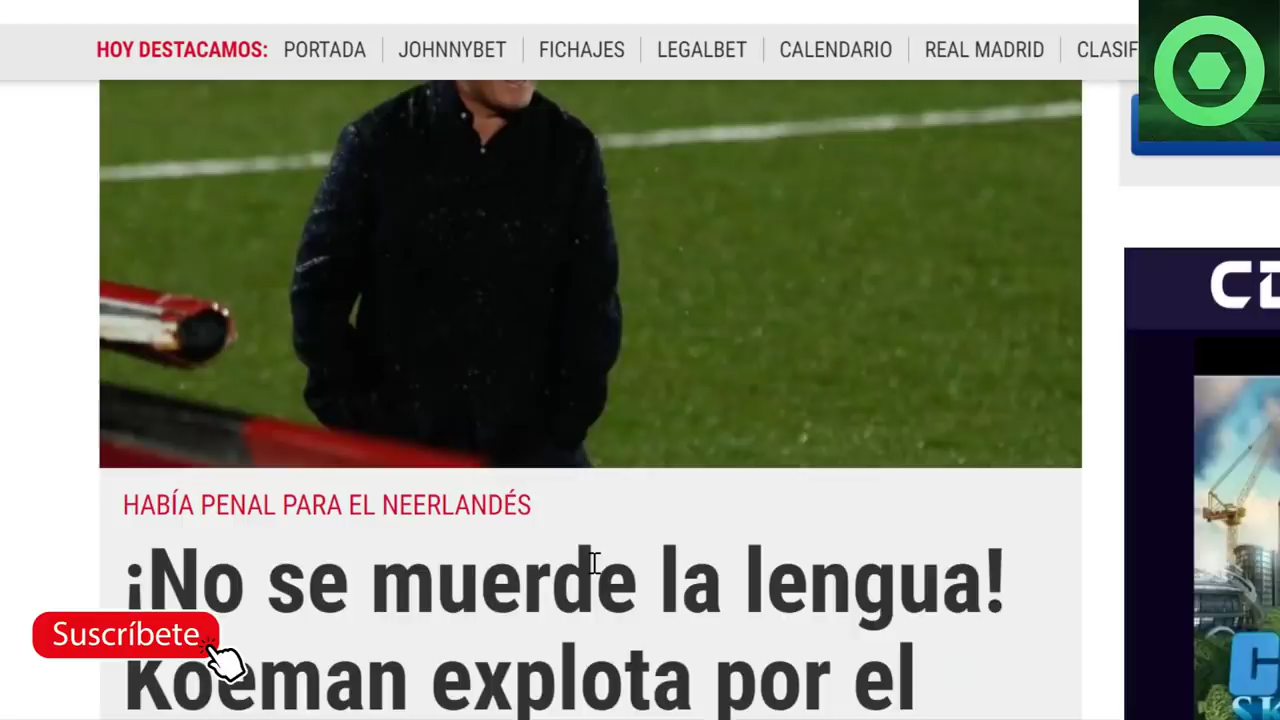 HOY DESTACAMOS: PORTADA JOHNNYBET FICHAJES LEGALBET CALENDARIO REAL MADRID CLASIF
HABÍA PENAL PARA EL NEERLANDÉS
¡No se muerde la lengua!
Suscríbete
Koeman explota por el